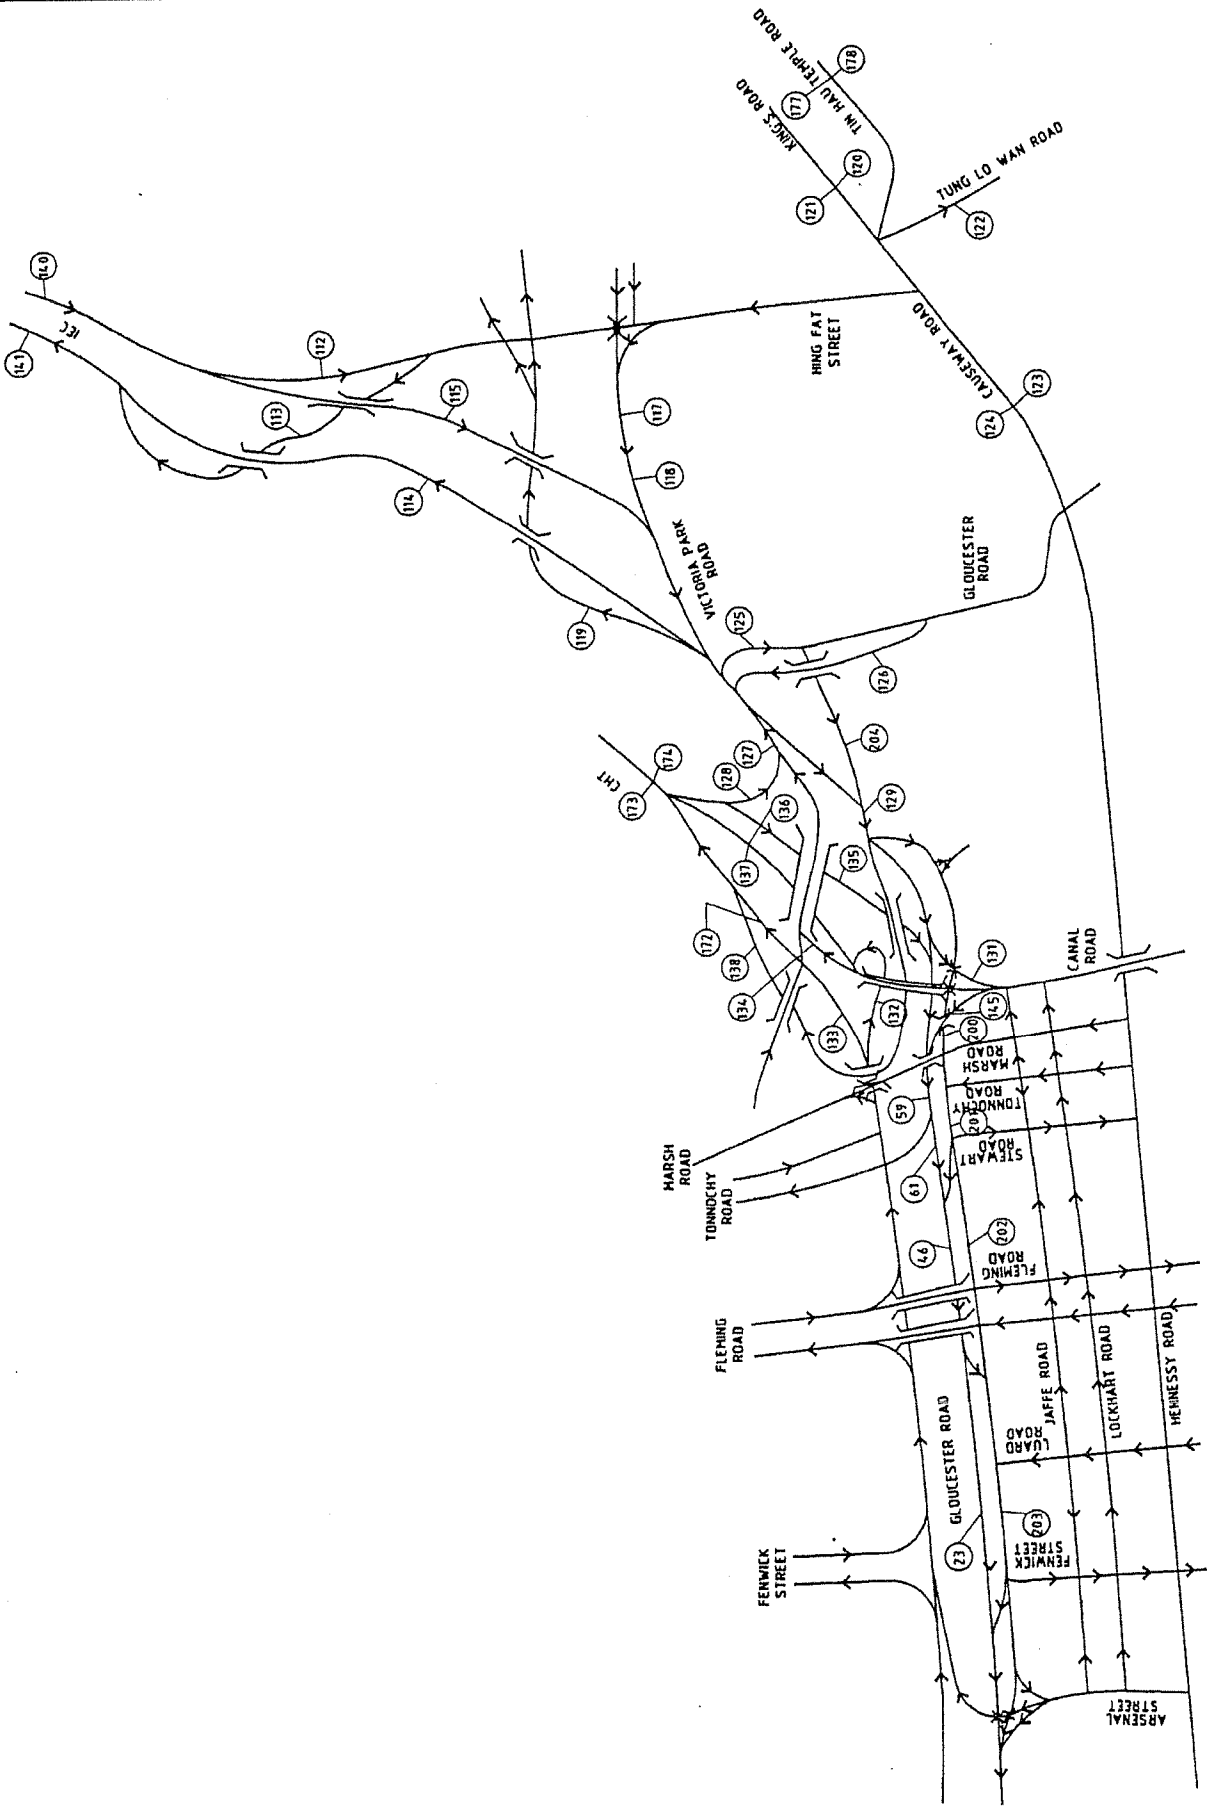 TIN HAU TEMPLE ROAD
178
177
KING'S ROAD
120
121
TUNG LO WAN ROAD
122
140
IEC
141
112
HING FAT
STREET
CAUSEWAY ROAD
115
113
117
123
124
114
118
VICTORIA PARK
ROAD
GLOUCESTER
ROAD
119
125
126
174
CHT
173
127
128
204
136
129
137
135
172
138
CANAL
ROAD
131
134
132
145
133
200
MARSH
ROAD
59
TONNOCHY
ROAD
201
STEWART
ROAD
MARSH
ROAD
61
TONNOCHY
ROAD
46
202
FLEMING
ROAD
FLEMING
ROAD
JAFFE ROAD
LOCKHART ROAD
HENNESSY ROAD
GLOUCESTER ROAD
LUARD
ROAD
203
23
FENWICK
STREET
FENWICK
STREET
ARSENAL
STREET